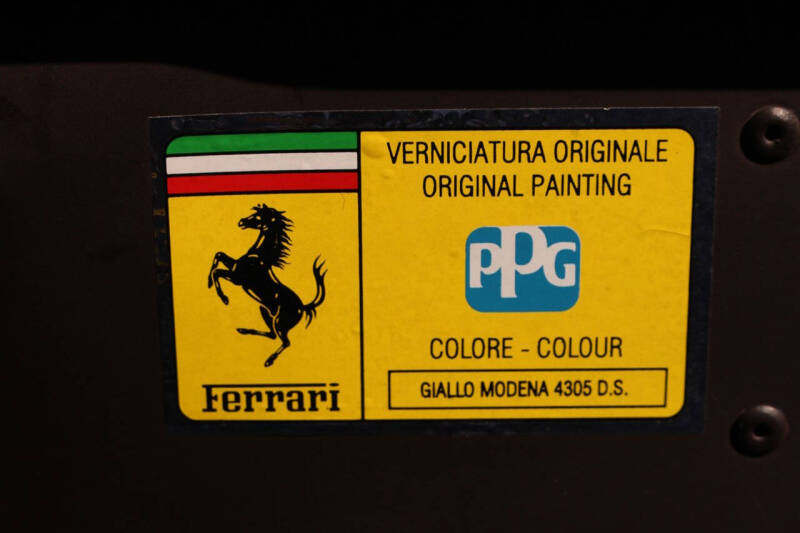 VERNICIATURA ORIGINALE
ORIGINAL PAINTING
PPG
COLORE - COLOUR
GIALLO MODENA 4305 D.S.
Ferrari